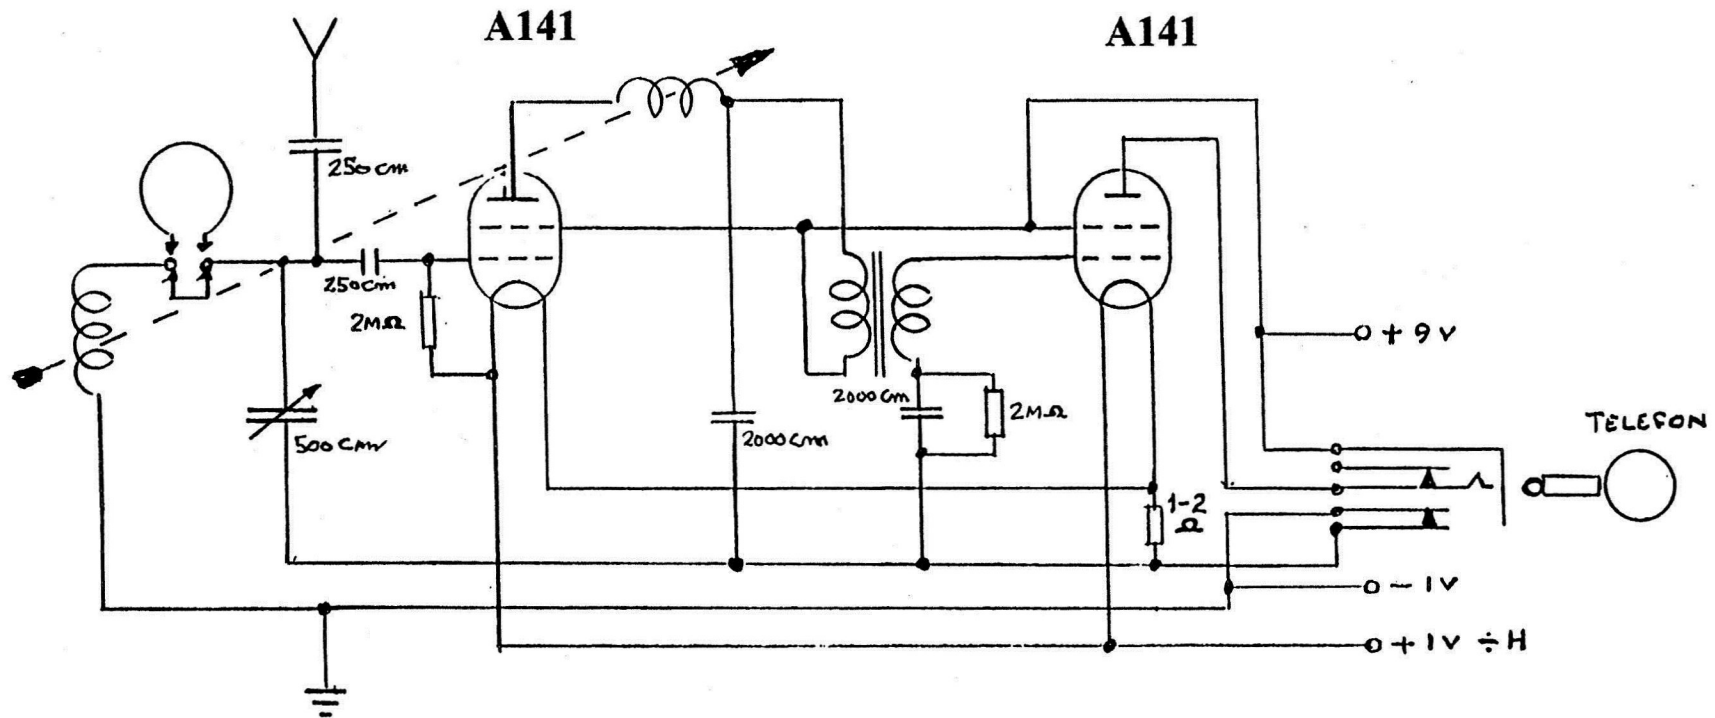 A141
A141
250cm
250cm
2MΩ
500cm
2000cm
2000cm
2MΩ
1-2
Ω
+ 9V
TELEFON
- 1V
+ 1V ÷ H